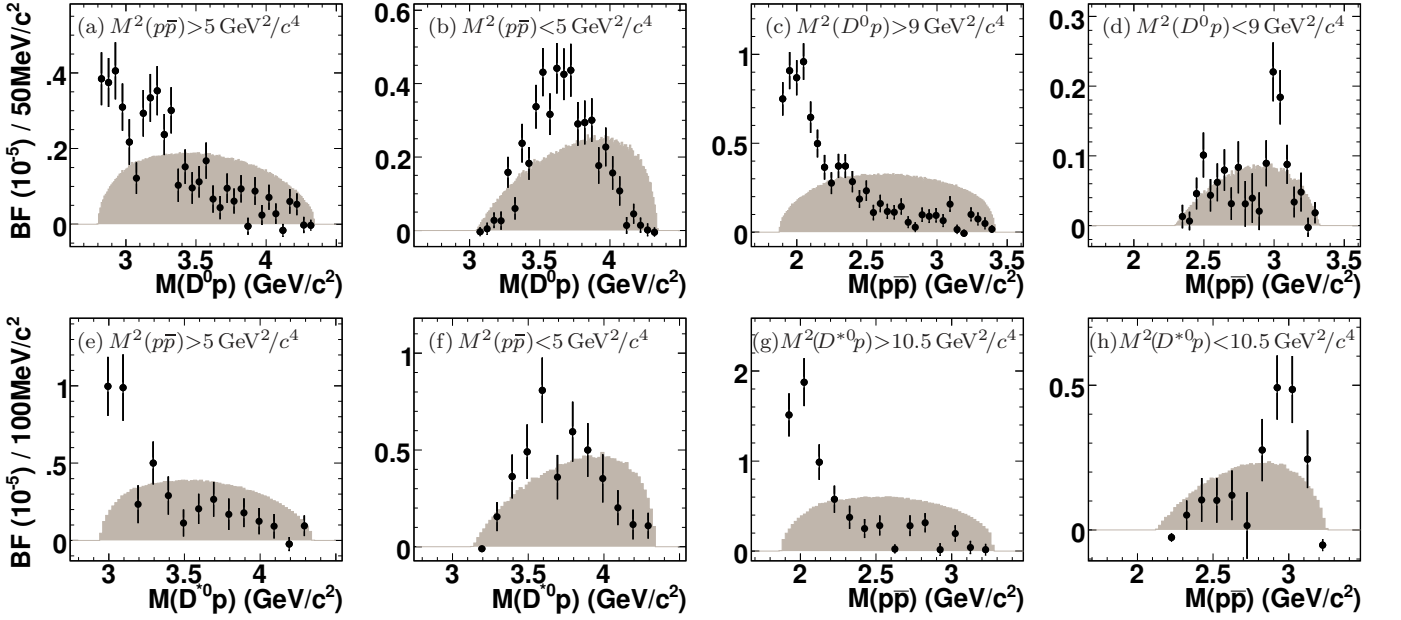 BF (10⁻⁵) / 50MeV/c²
(a) M²(pp̄)>5 GeV²/c⁴
.4
.2
0
3 3.5 4
M(D⁰p) (GeV/c²)
(b) M²(pp̄)<5 GeV²/c⁴
0.6
0.4
0.2
0
3 3.5 4
M(D⁰p) (GeV/c²)
(c) M²(D⁰p)>9 GeV²/c⁴
1
0.5
0
2 2.5 3 3.5
M(pp̄) (GeV/c²)
(d) M²(D⁰p)<9 GeV²/c⁴
0.3
0.2
0.1
0
2 2.5 3 3.5
M(pp̄) (GeV/c²)
BF (10⁻⁵) / 100MeV/c²
(e) M²(pp̄)>5 GeV²/c⁴
1
.5
0
3 3.5 4
M(D*⁰p) (GeV/c²)
(f) M²(pp̄)<5 GeV²/c⁴
1
0.5
0
3 3.5 4
M(D*⁰p) (GeV/c²)
(g) M²(D*⁰p)>10.5 GeV²/c⁴
2
1
0
2 2.5 3
M(pp̄) (GeV/c²)
(h) M²(D*⁰p)<10.5 GeV²/c⁴
0.5
0
2 2.5 3
M(pp̄) (GeV/c²)